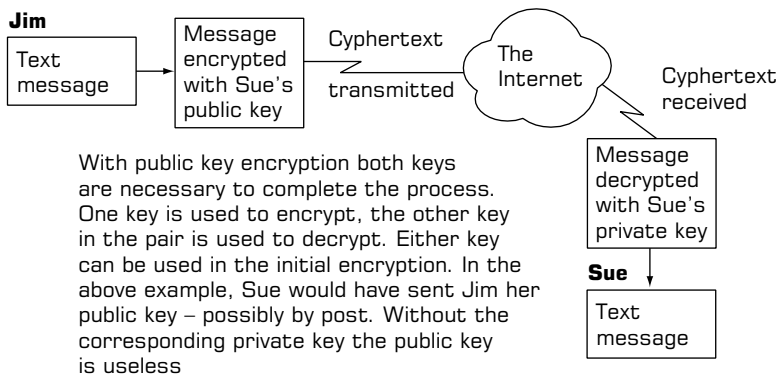 Jim
Text
message
Message
encrypted
with Sue's
public key
Cyphertext
transmitted
The
Internet
Cyphertext
received
Message
decrypted
with Sue's
private key
Sue
Text
message
With public key encryption both keys
are necessary to complete the process.
One key is used to encrypt, the other key
in the pair is used to decrypt. Either key
can be used in the initial encryption. In the
above example, Sue would have sent Jim her
public key – possibly by post. Without the
corresponding private key the public key
is useless